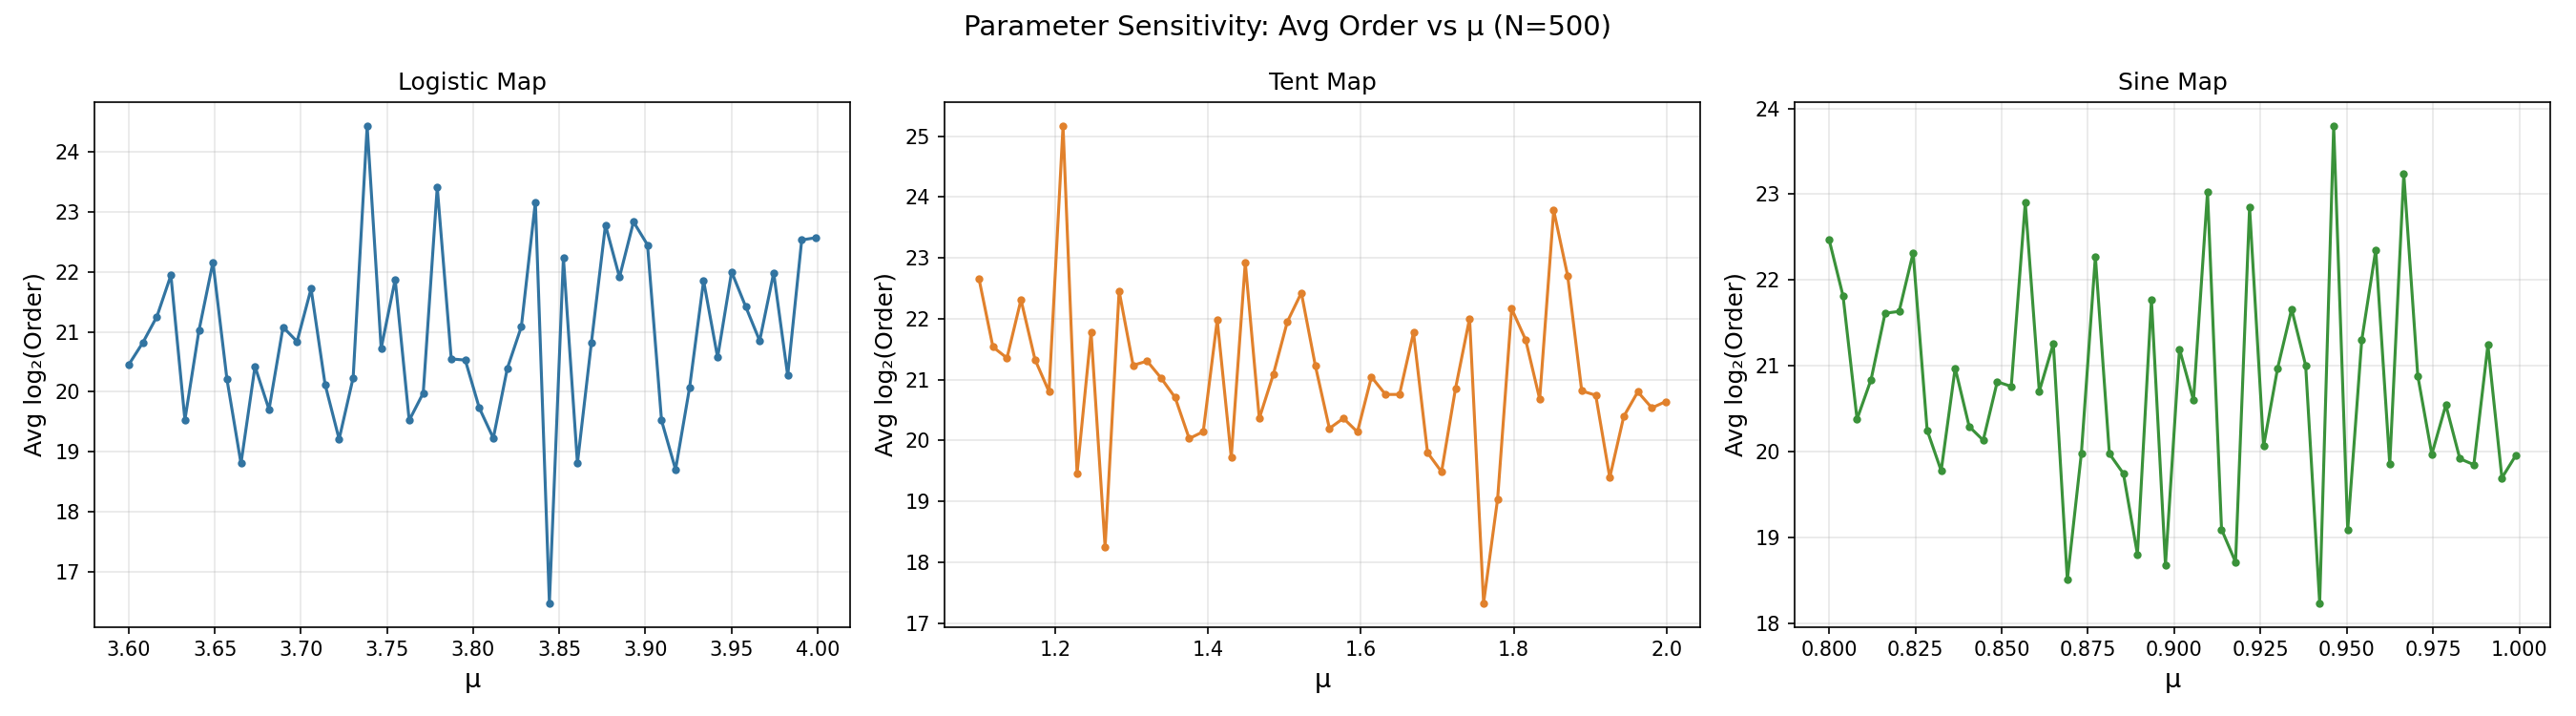 Parameter Sensitivity: Avg Order vs μ (N=500)
Logistic Map
Avg log₂(Order)
24
23
22
21
20
19
18
17
3.60 3.65 3.70 3.75 3.80 3.85 3.90 3.95 4.00
μ
Tent Map
Avg log₂(Order)
25
24
23
22
21
20
19
18
17
1.2 1.4 1.6 1.8 2.0
μ
Sine Map
Avg log₂(Order)
24
23
22
21
20
19
18
0.800 0.825 0.850 0.875 0.900 0.925 0.950 0.975 1.000
μ